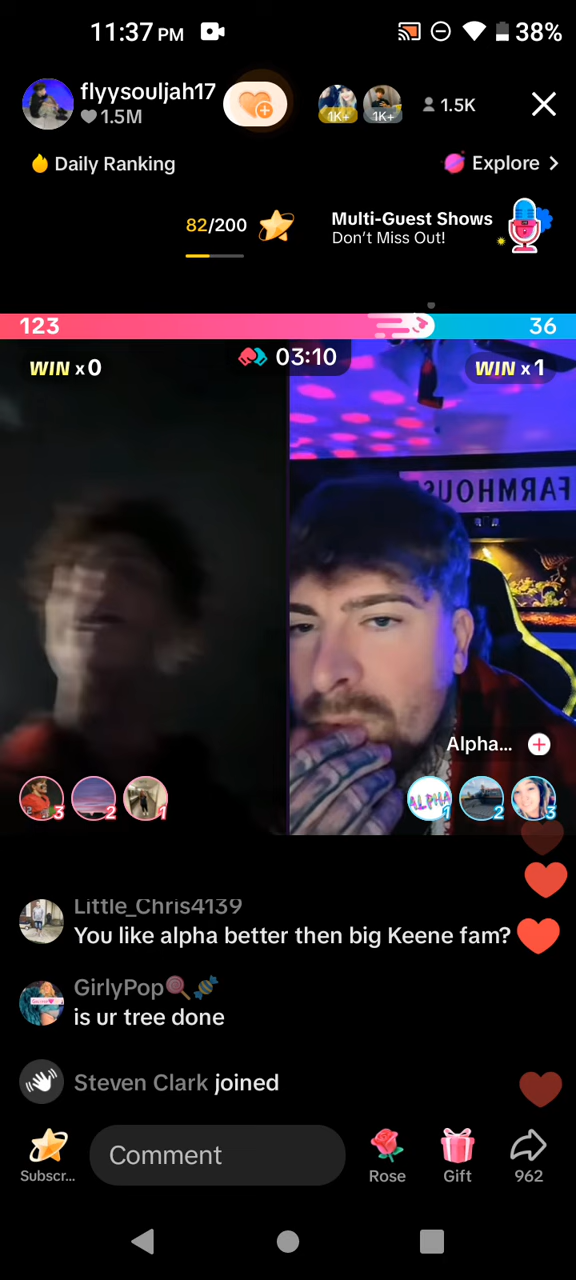 11:37 PM
38%
flyysouljah17
1.5M
1K+
1K+
1.5K
Daily Ranking
Explore >
82/200
Multi-Guest Shows
Don't Miss Out!
123
36
WIN x0
03:10
WIN x1
FARMHOUS
Alpha...
3
2
1
ALPHA
1
2
3
Little_Chris4139
You like alpha better then big Keene fam?
GirlyPop🍭🍬
is ur tree done
Steven Clark joined
Subscr...
Comment
Rose
Gift
962